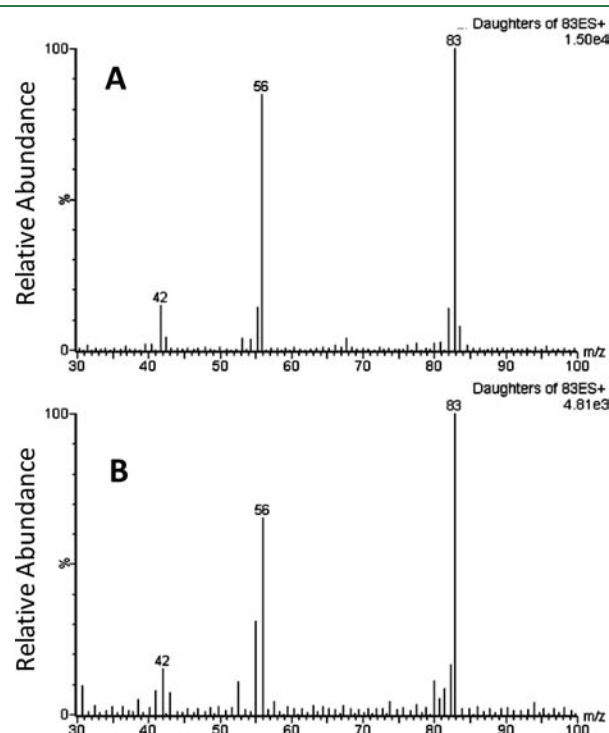 Daughters of 83ES+
1.50e4
100
83
A
56
%
Relative Abundance
42
0
m/z
30 40 50 60 70 80 90 100
Daughters of 83ES+
4.81e3
100
83
B
56
%
Relative Abundance
42
0
m/z
30 40 50 60 70 80 90 100